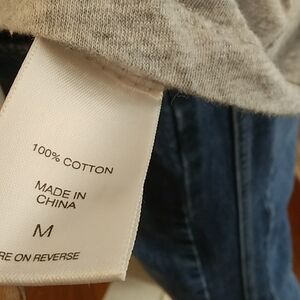 100% COTTON
MADE IN
CHINA
M
RE ON REVERSE